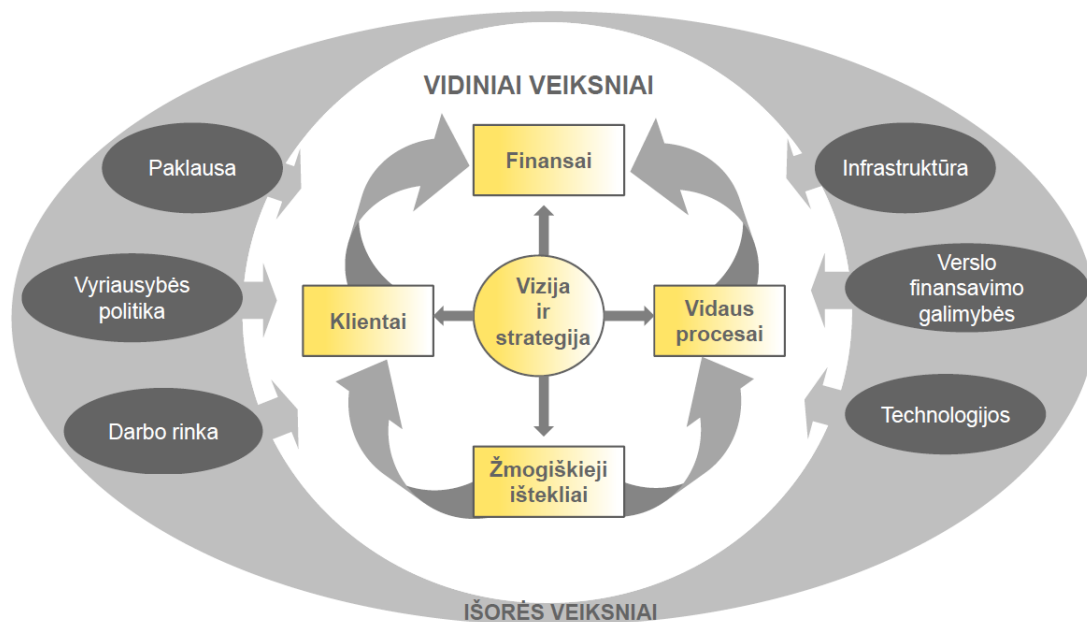 VIDINIAI VEIKSNIAI
Paklausa
Finansai
Infrastruktūra
Vyriausybės
politika
Klientai
Vizija
ir
strategija
Vidaus
procesai
Verslo
finansavimo
galimybės
Darbo rinka
Žmogiškieji
ištekliai
Technologijos
IŠORĖS VEIKSNIAI